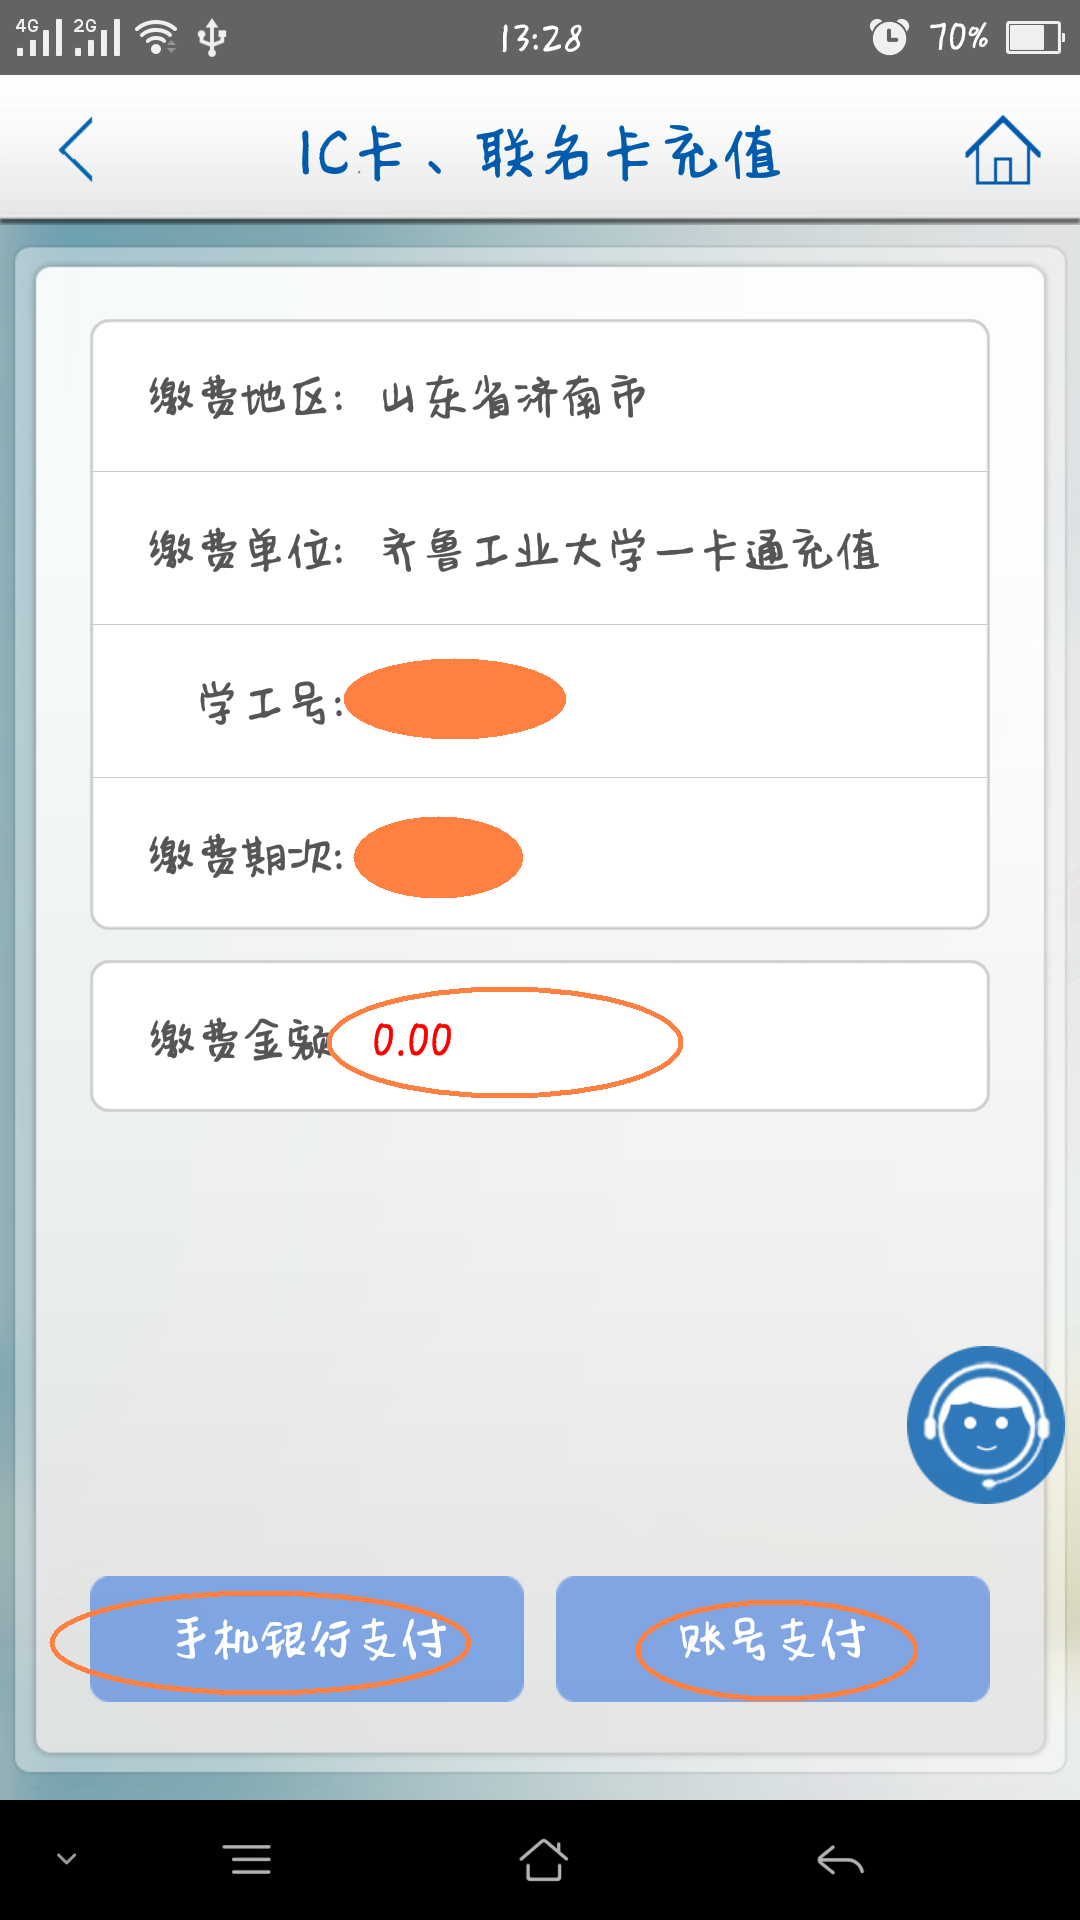 4G 2G 13:28 70%
IC卡、联名卡充值
缴费地区: 山东省济南市
缴费单位: 齐鲁工业大学一卡通充值
学工号:
缴费期次:
缴费金额 0.00
手机银行支付 账号支付